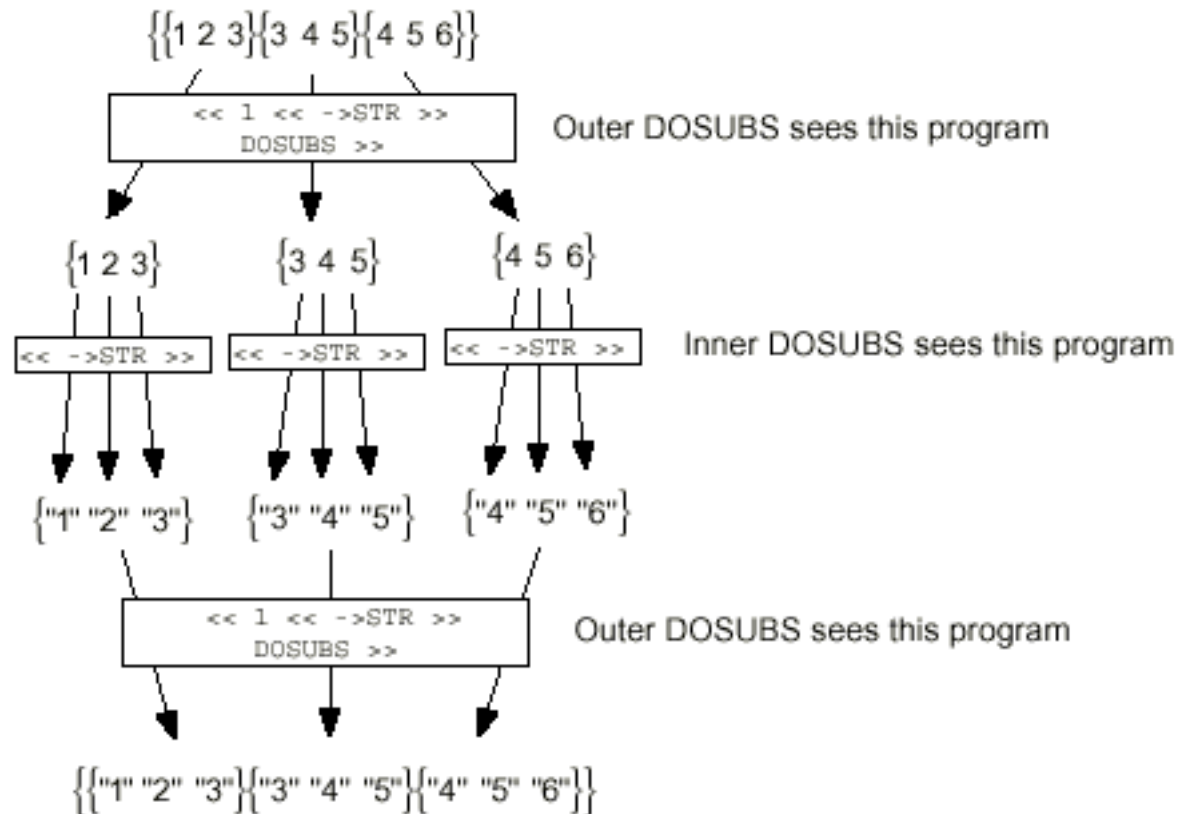 {{1 2 3}{3 4 5}{4 5 6}}
<< 1 << ->STR >>
DOSUBS >>
Outer DOSUBS sees this program
{1 2 3} {3 4 5} {4 5 6}
<< ->STR >> << ->STR >> << ->STR >>
Inner DOSUBS sees this program
{"1" "2" "3"} {"3" "4" "5"} {"4" "5" "6"}
<< 1 << ->STR >>
DOSUBS >>
Outer DOSUBS sees this program
{{"1" "2" "3"}{"3" "4" "5"}{"4" "5" "6"}}